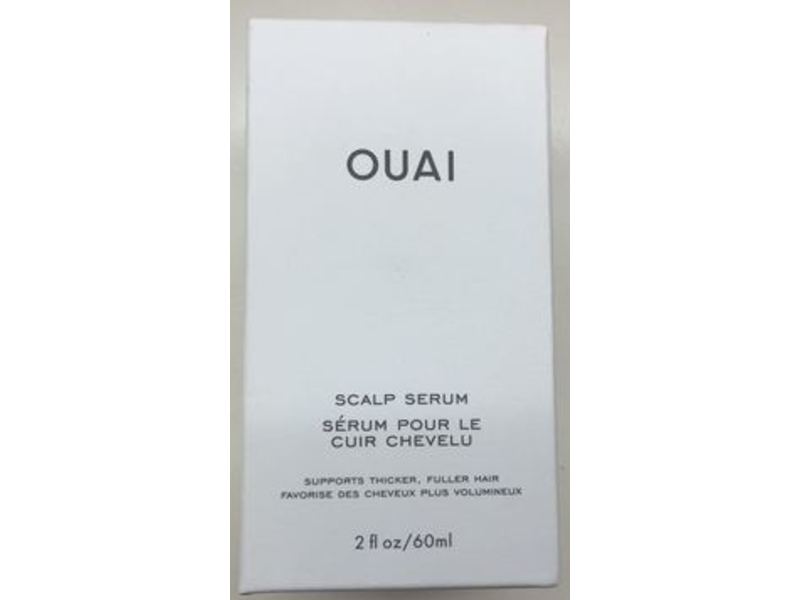 OUAI
SCALP SERUM
SÉRUM POUR LE
CUIR CHEVELU
SUPPORTS THICKER, FULLER HAIR
FAVORISE DES CHEVEUX PLUS VOLUMINEUX
2 fl oz/60ml